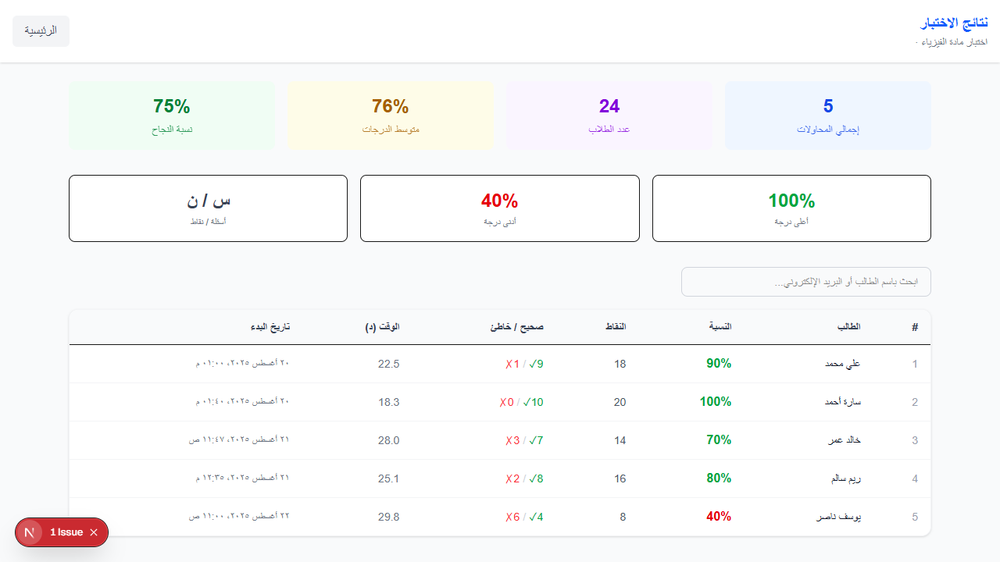 نتائج الاختبار
اختبار مادة الفيزياء ·
الرئيسية
5
إجمالي المحاولات
24
عدد الطلاب
76%
متوسط الدرجات
75%
نسبة النجاح
100%
أعلى درجة
40%
أدنى درجة
س / ن
أسئلة / نقاط
ابحث باسم الطالب أو البريد الإلكتروني...
# الطالب النسبة النقاط صحيح / خاطئ الوقت (د) تاريخ البدء
1 علي محمد 90% 18 9✓ / 1✗ 22.5 ٢٠ أغسطس ٢٠٢٥، ٠١:٠٠ م
2 سارة أحمد 100% 20 10✓ / 0✗ 18.3 ٢٠ أغسطس ٢٠٢٥، ٠١:٤٠ م
3 خالد عمر 70% 14 7✓ / 3✗ 28.0 ٢١ أغسطس ٢٠٢٥، ١١:٤٧ ص
4 ريم سالم 80% 16 8✓ / 2✗ 25.1 ٢١ أغسطس ٢٠٢٥، ١٢:٣٥ م
5 يوسف ناصر 40% 8 4✓ / 6✗ 29.8 ٢٢ أغسطس ٢٠٢٥، ١١:٠٠ ص
N 1 Issue ×